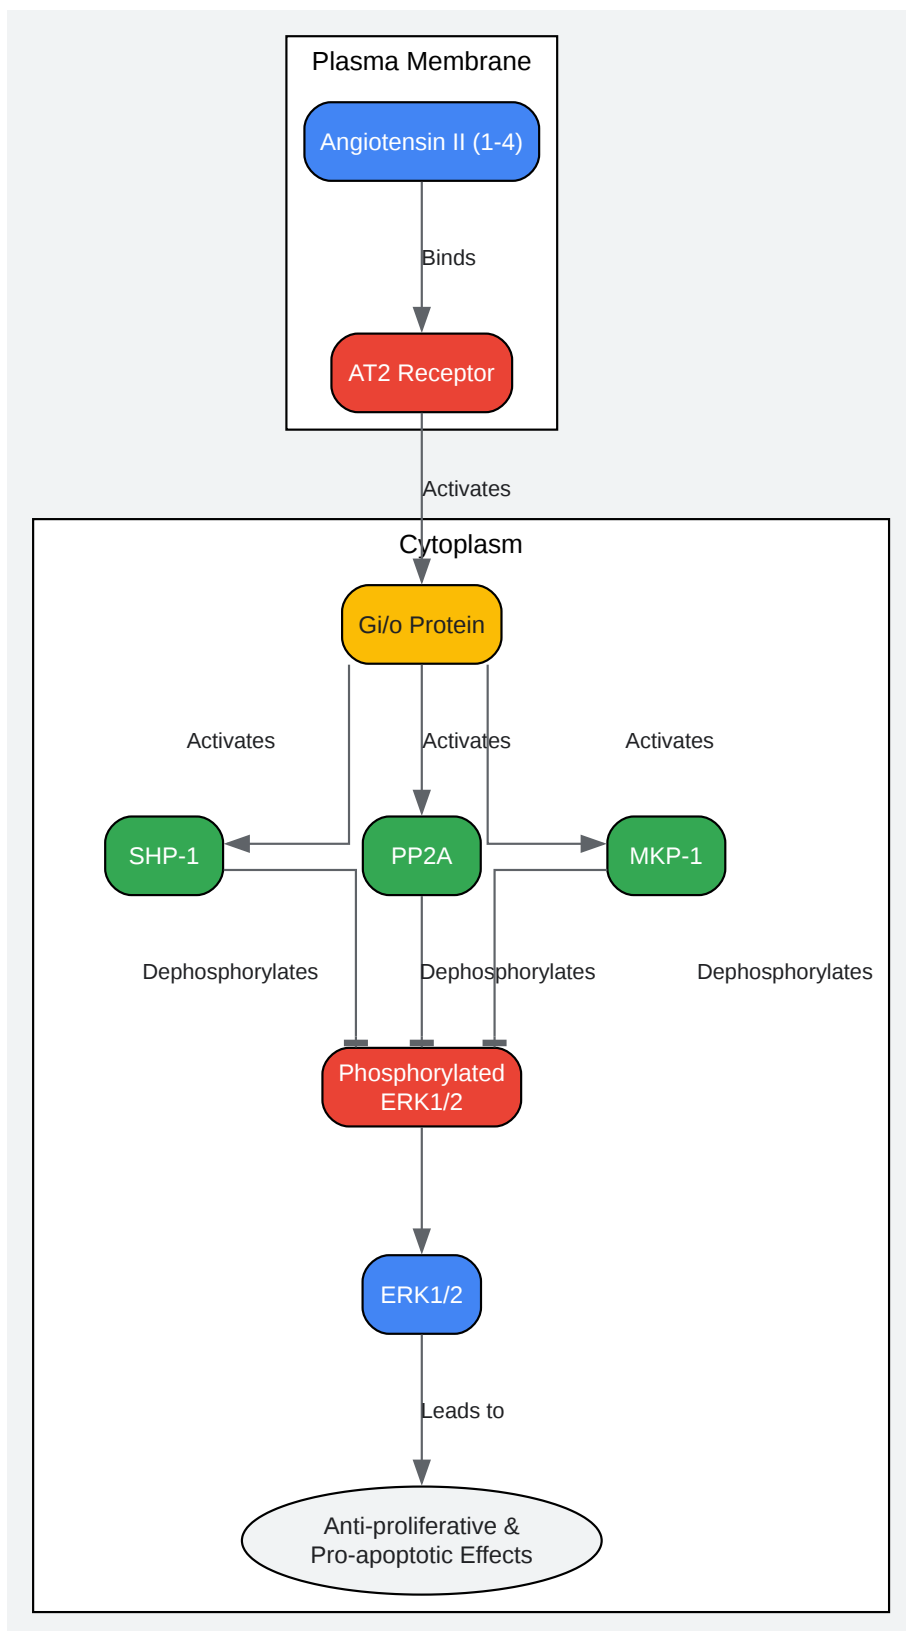 Plasma Membrane
Angiotensin II (1-4)
Binds
AT2 Receptor
Activates
Cytoplasm
Gi/o Protein
Activates
Activates
Activates
SHP-1
PP2A
MKP-1
Dephosphorylates
Dephosphorylates
Dephosphorylates
Phosphorylated
ERK1/2
ERK1/2
Leads to
Anti-proliferative &
Pro-apoptotic Effects